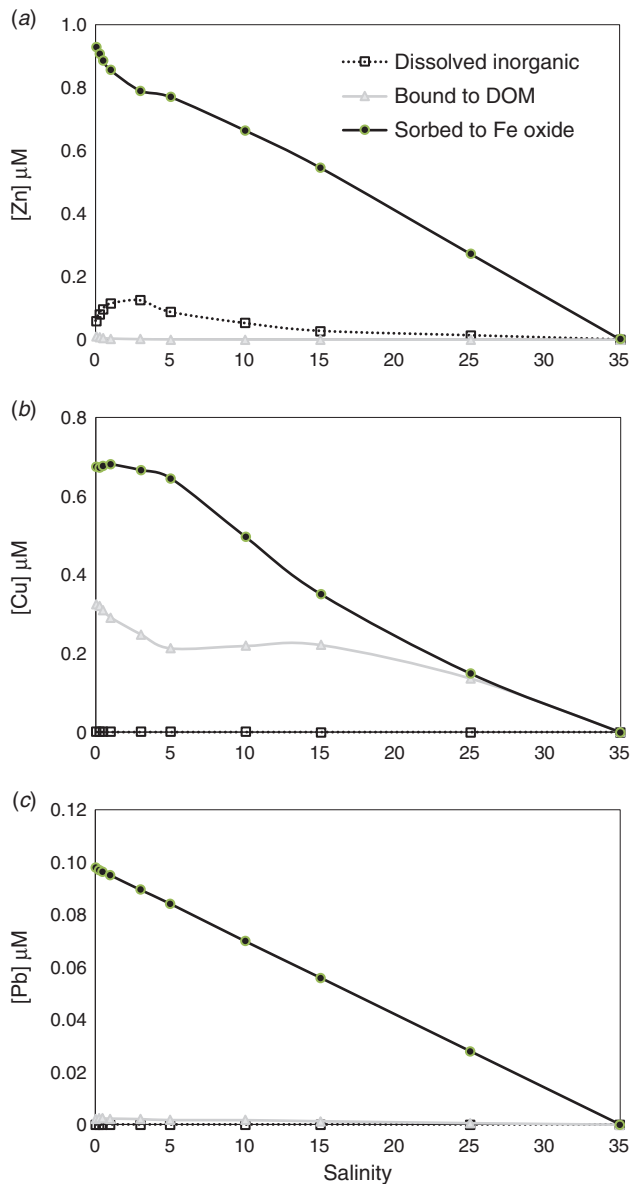 (a)
1.0
0.8
0.6
0.4
0.2
0
[Zn] μM
Dissolved inorganic
Bound to DOM
Sorbed to Fe oxide
0 5 10 15 20 25 30 35
(b)
0.8
0.6
0.4
0.2
0
[Cu] μM
0 5 10 15 20 25 30 35
(c)
0.12
0.10
0.08
0.06
0.04
0.02
0
[Pb] μM
0 5 10 15 20 25 30 35
Salinity